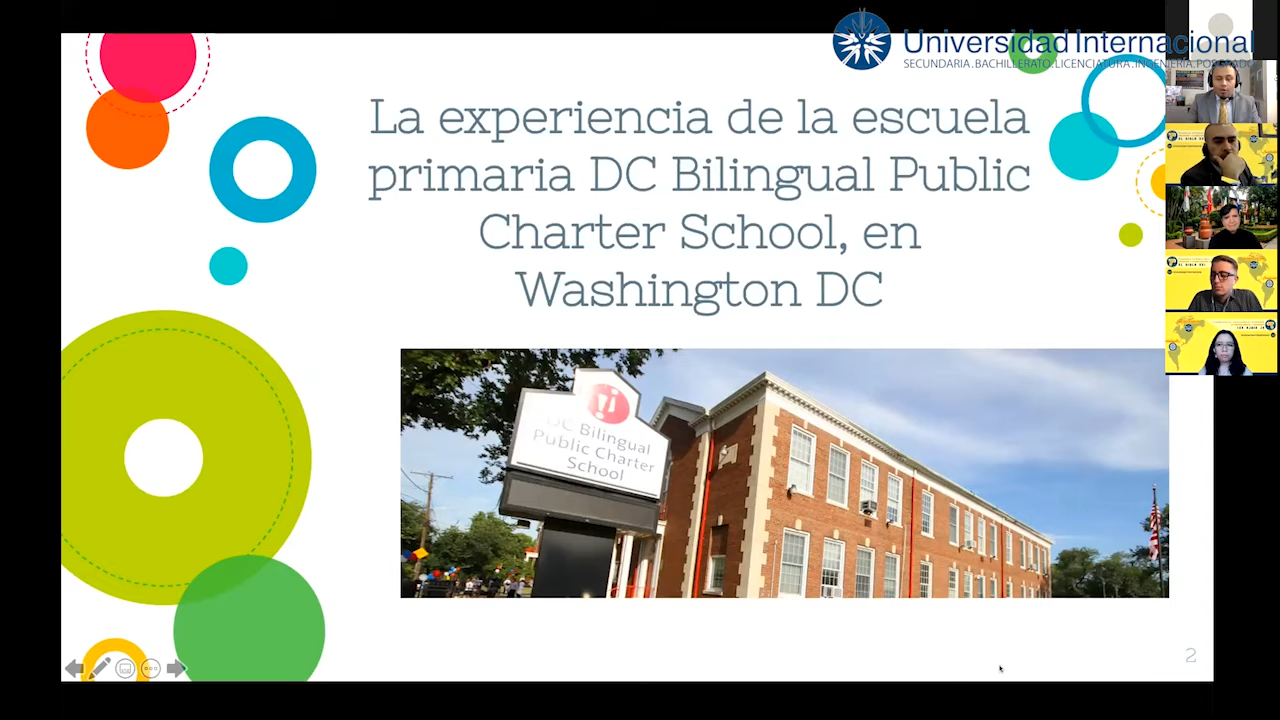 Universidad Internacional
SECUNDARIA.BACHILLERATO.LICENCIATURA.INGENIERÍA.POSGRADO
La experiencia de la escuela
primaria DC Bilingual Public
Charter School, en
Washington DC
DC Bilingual
Public Charter
School
2